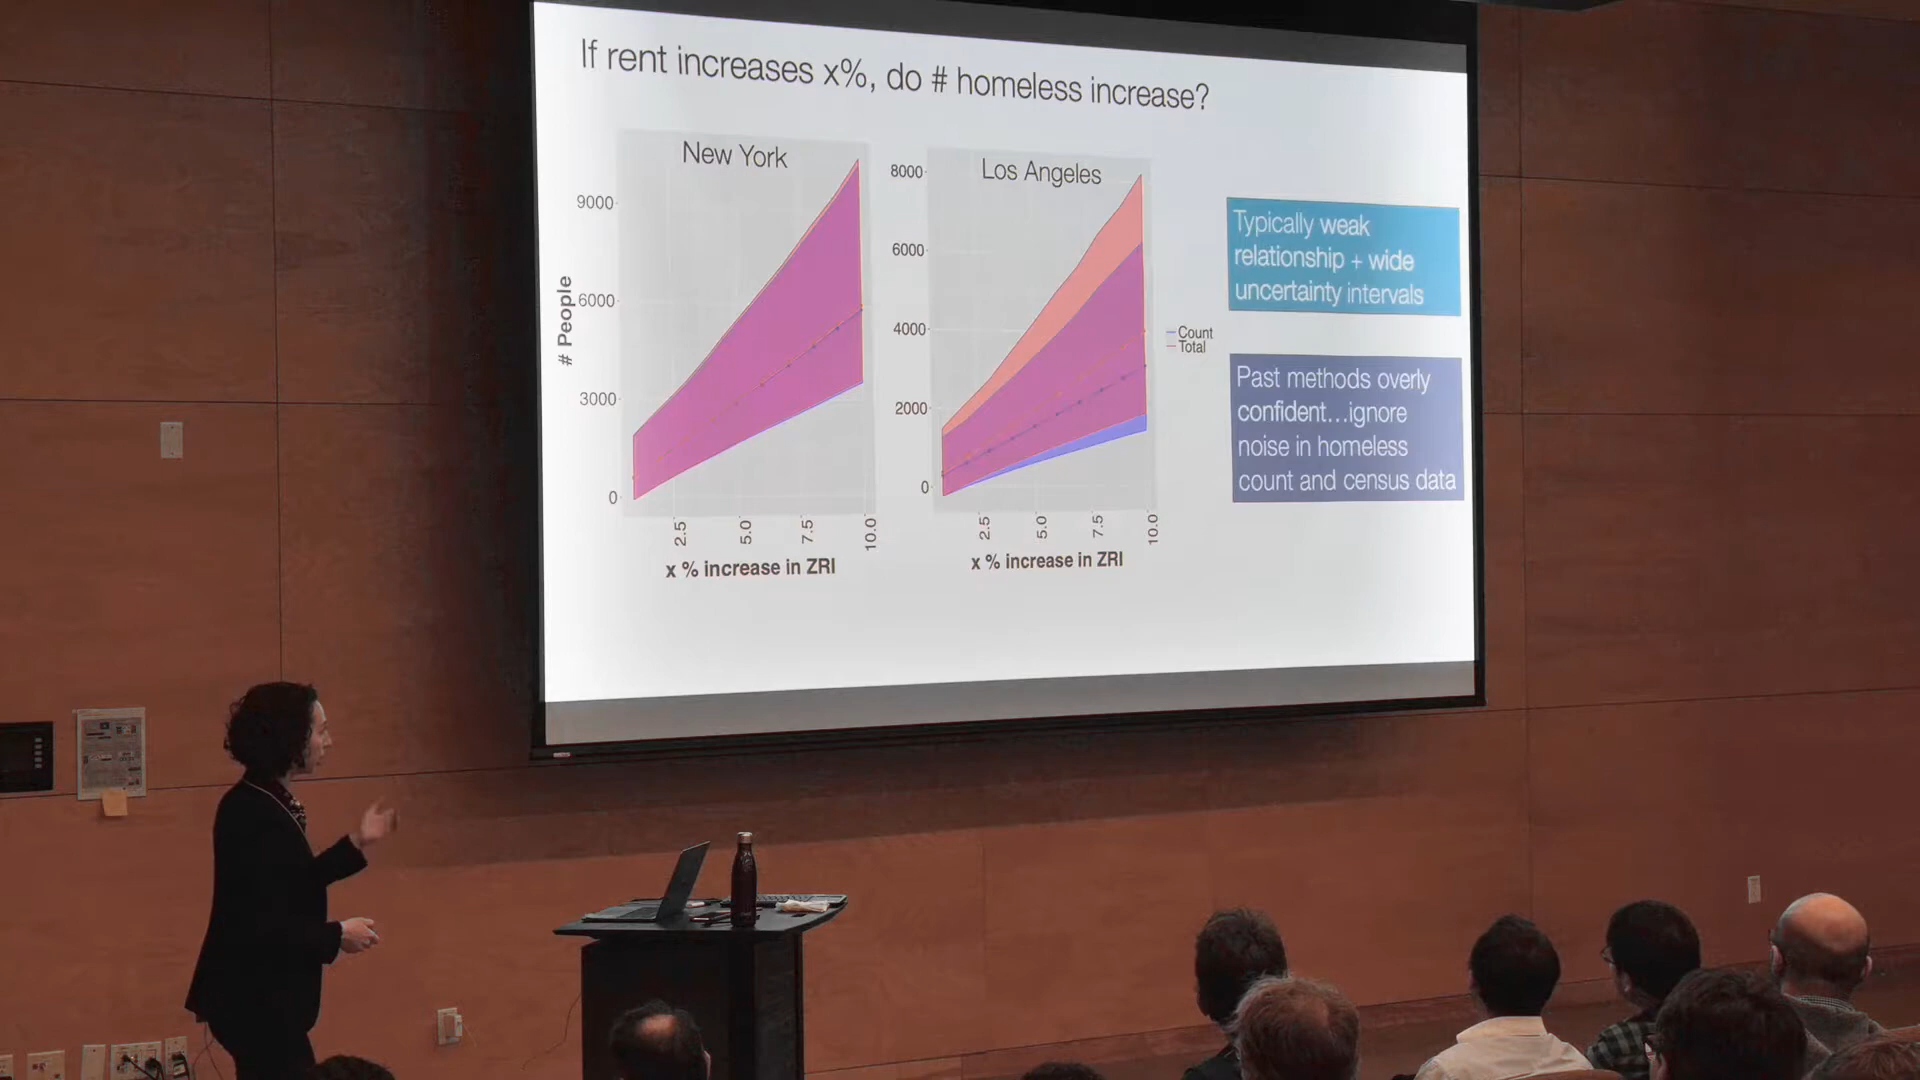 If rent increases x%, do # homeless increase?
New York
# People
9000
6000
3000
0
2.5
5.0
7.5
10.0
x % increase in ZRI
Los Angeles
8000
6000
4000
2000
0
2.5
5.0
7.5
10.0
x % increase in ZRI
Count
Total
Typically weak
relationship + wide
uncertainty intervals
Past methods overly
confident...ignore
noise in homeless
count and census data